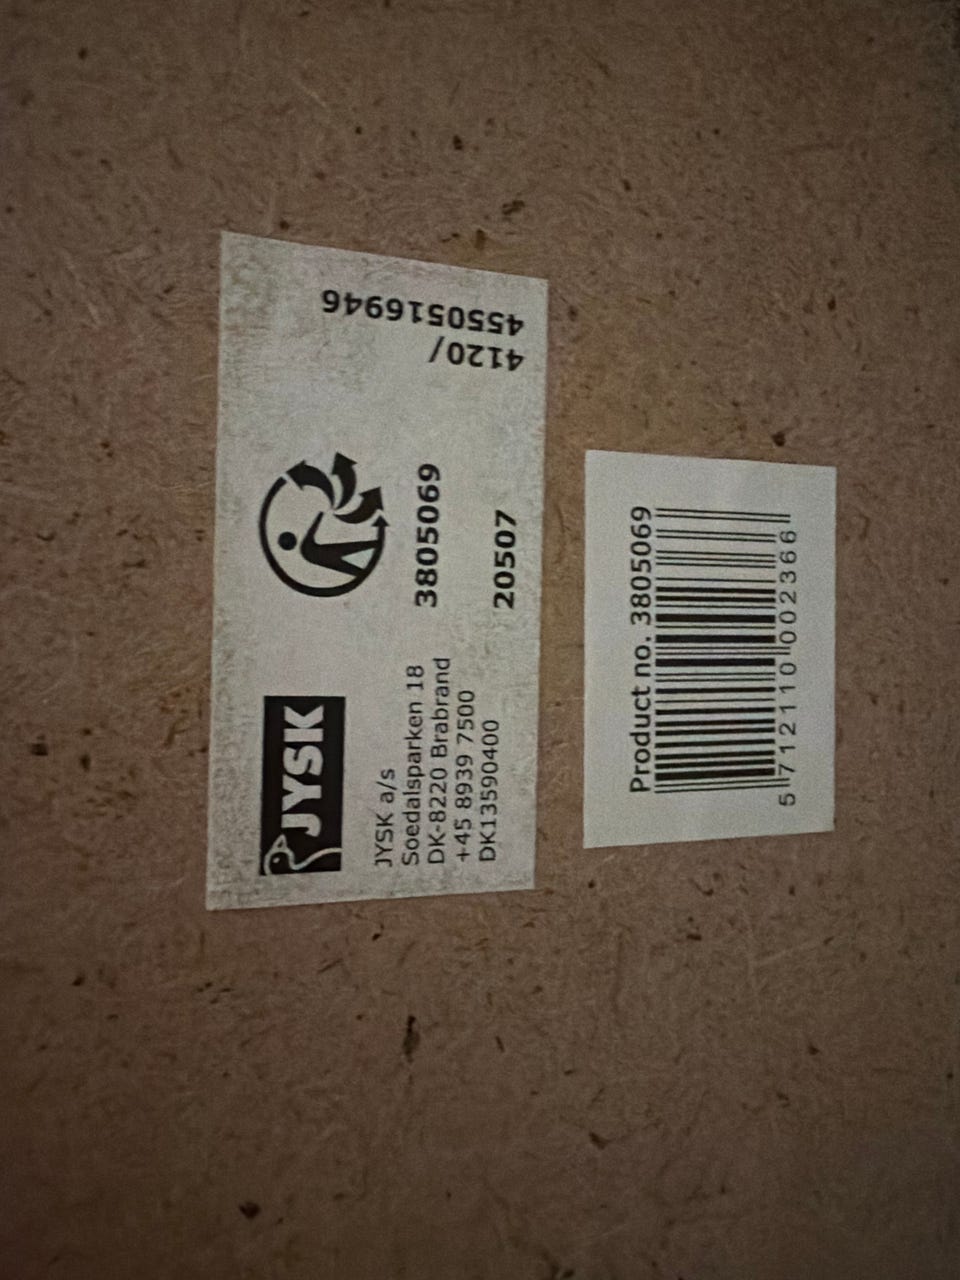 JYSK
JYSK a/s
Soedalsparken 18
DK-8220 Brabrand
+45 8939 7500
DK13590400
3805069
20507
4120/
4550516946
Product no. 3805069
5 712110 002366